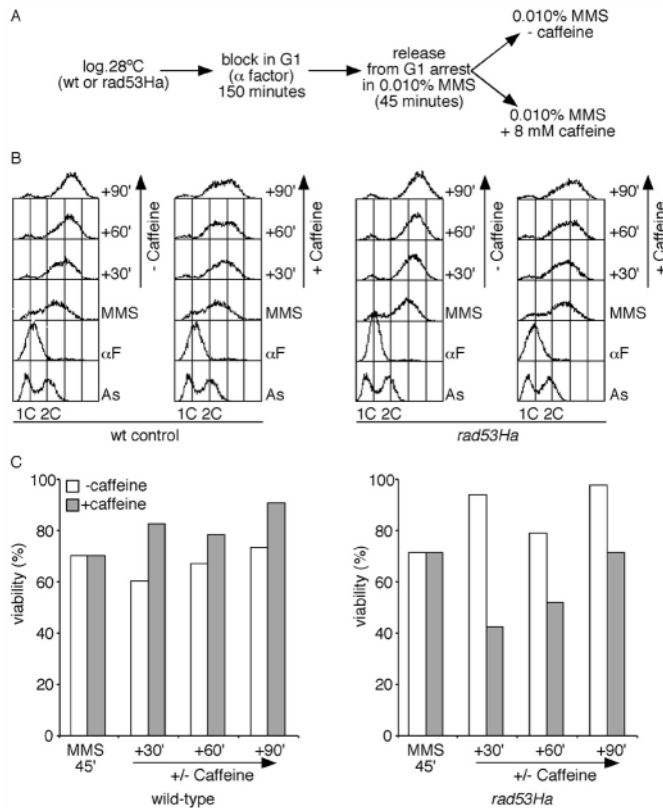 A
log.28ºC
(wt or rad53Ha)
block in G1
(α factor)
150 minutes
release
from G1 arrest
in 0.010% MMS
(45 minutes)
0.010% MMS
- caffeine
0.010% MMS
+ 8 mM caffeine
B
+90'
+60'
+30'
MMS
αF
As
- Caffeine
1C 2C
+90'
+60'
+30'
MMS
αF
As
+ Caffeine
1C 2C
wt control
+90'
+60'
+30'
MMS
αF
As
- Caffeine
1C 2C
+90'
+60'
+30'
MMS
αF
As
+ Caffeine
1C 2C
rad53Ha
C
viability (%)
100
80
60
40
20
0
-caffeine
+caffeine
MMS
45'
+30' +60' +90'
+/- Caffeine
wild-type
viability (%)
100
80
60
40
20
0
MMS
45'
+30' +60' +90'
+/- Caffeine
rad53Ha